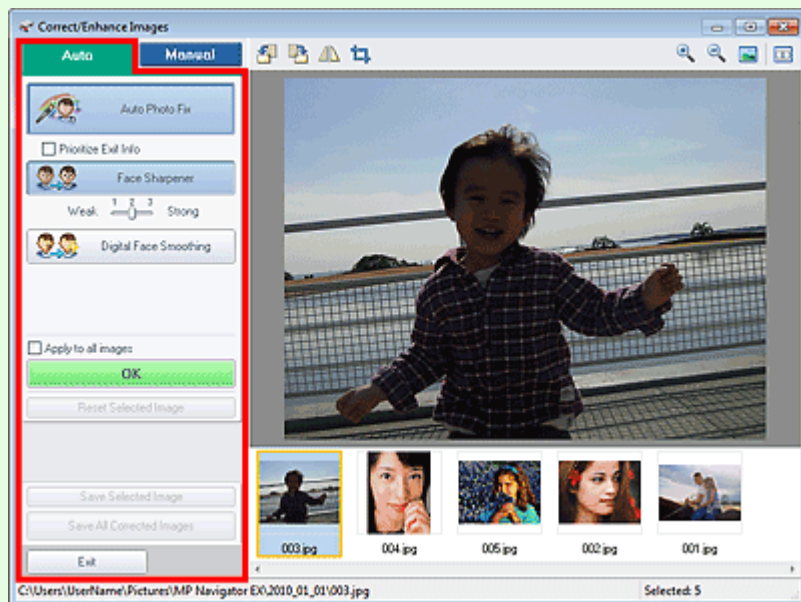 Correct/Enhance Images
Auto
Manual
Auto Photo Fix
Prioritize Exif Info
Face Sharpener
1 2 3
Weak Strong
Digital Face Smoothing
Apply to all images
OK
Reset Selected Image
Save Selected Image
Save All Corrected Images
Exit
003.jpg
004.jpg
005.jpg
002.jpg
001.jpg
C:\Users\UserName\Pictures\MP Navigator EX\2010_01_01\003.jpg
Selected: 5